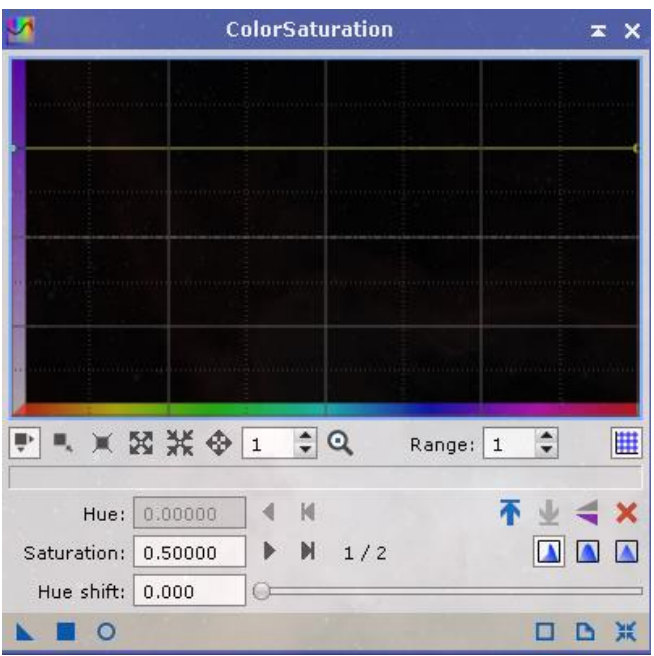 ColorSaturation
1
Range: 1
Hue: 0.00000
Saturation: 0.50000 1 / 2
Hue shift: 0.000